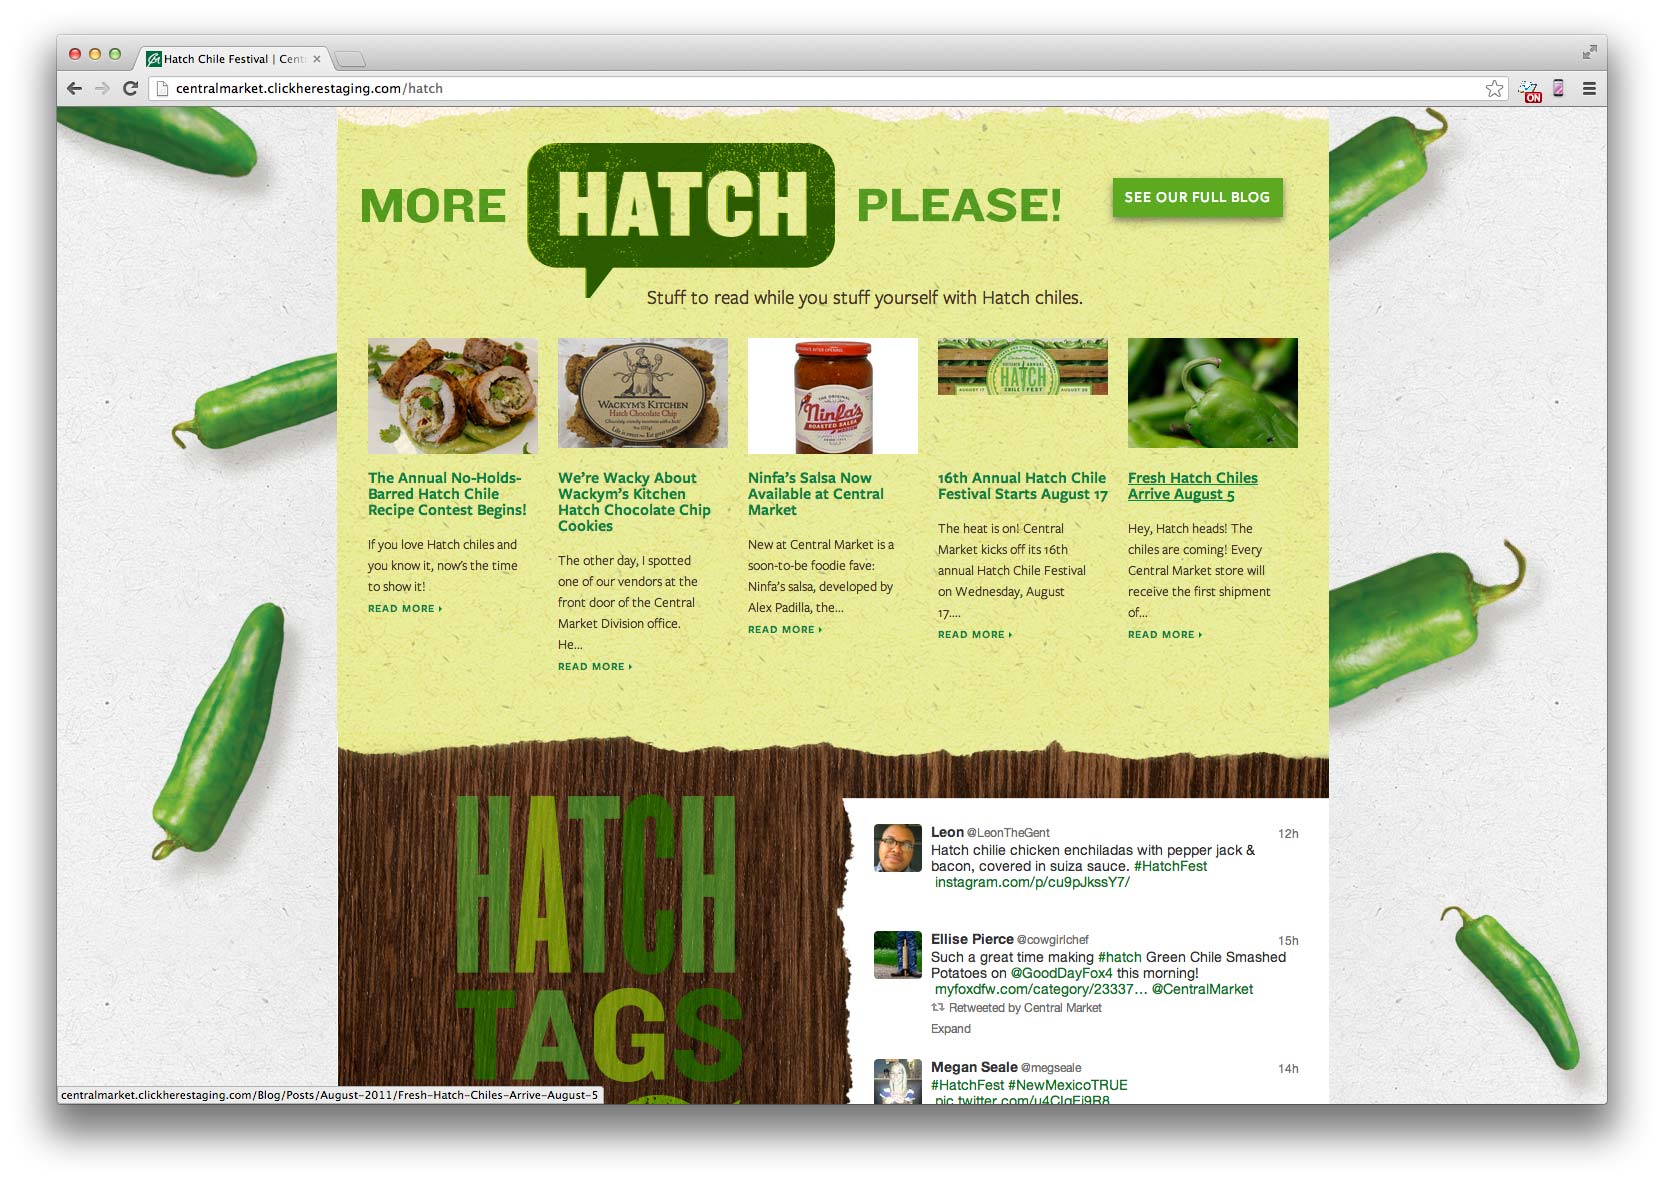 Hatch Chile Festival | Cent
centralmarket.clickherestaging.com/hatch
ON
MORE HATCH PLEASE!
SEE OUR FULL BLOG
Stuff to read while you stuff yourself with Hatch chiles.
WACKYM'S KITCHEN
Hatch Chocolate Chip
THE ORIGINAL
Ninfa's
ROASTED SALSA
HATCH
CHILE FEST
AUGUST 17
AUGUST 30
The Annual No-Holds-
Barred Hatch Chile
Recipe Contest Begins!
If you love Hatch chiles and
you know it, now's the time
to show it!
READ MORE
We're Wacky About
Wackym's Kitchen
Hatch Chocolate Chip
Cookies
The other day, I spotted
one of our vendors at the
front door of the Central
Market Division office.
He...
READ MORE
Ninfa's Salsa Now
Available at Central
Market
New at Central Market is a
soon-to-be foodie fave:
Ninfa's salsa, developed by
Alex Padilla, the...
READ MORE
16th Annual Hatch Chile
Festival Starts August 17
The heat is on! Central
Market kicks off its 16th
annual Hatch Chile Festival
on Wednesday, August
17....
READ MORE
Fresh Hatch Chiles
Arrive August 5
Hey, Hatch heads! The
chiles are coming! Every
Central Market store will
receive the first shipment
of...
READ MORE
HATCH
TAGS
Leon @LeonTheGent 12h
Hatch chilie chicken enchiladas with pepper jack &
bacon, covered in suiza sauce. #HatchFest
instagram.com/p/cu9pJkssY7/
Ellise Pierce @cowgirlchef 15h
Such a great time making #hatch Green Chile Smashed
Potatoes on @GoodDayFox4 this morning!
myfoxdfw.com/category/23337... @CentralMarket
Retweeted by Central Market
Expand
Megan Seale @megseale 14h
#HatchFest #NewMexicoTRUE
centralmarket.clickherestaging.com/Blog/Posts/August-2011/Fresh-Hatch-Chiles-Arrive-August-5